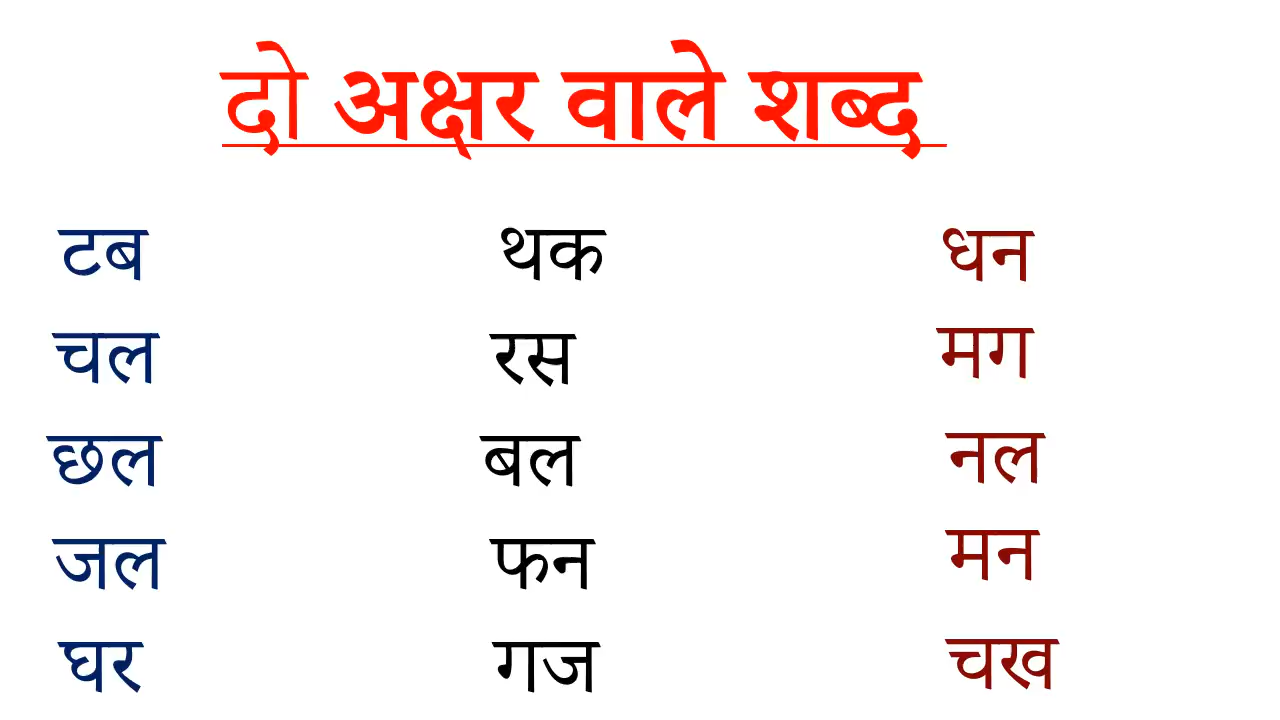 दो अक्षर वाले शब्द
टब थक धन
चल रस मग
छल बल नल
जल फन मन
घर गज चख